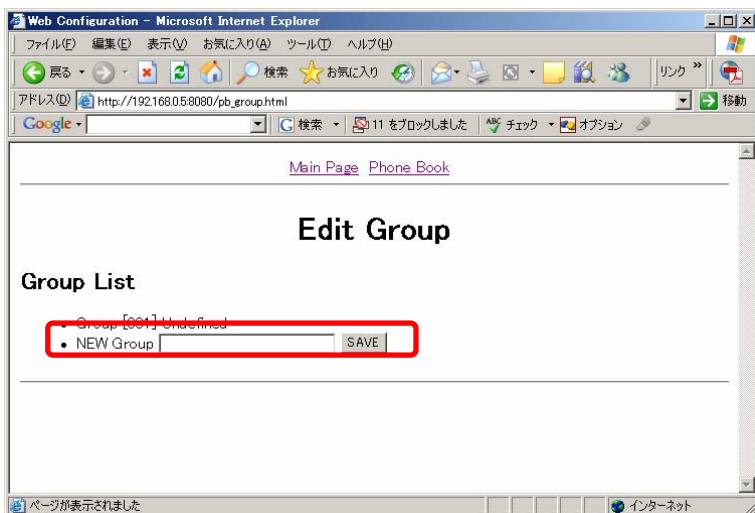 Web Configuration - Microsoft Internet Explorer
ファイル(F) 編集(E) 表示(V) お気に入り(A) ツール(T) ヘルプ(H)
戻る 検索 お気に入り リンク »
アドレス(D) http://192.168.0.5:8080/pb_group.html 移動
Google 検索 11 をブロックしました ABC チェック オプション
Main Page Phone Book
Edit Group
Group List
• Group [001] Undefined
• NEW Group SAVE
ページが表示されました インターネット